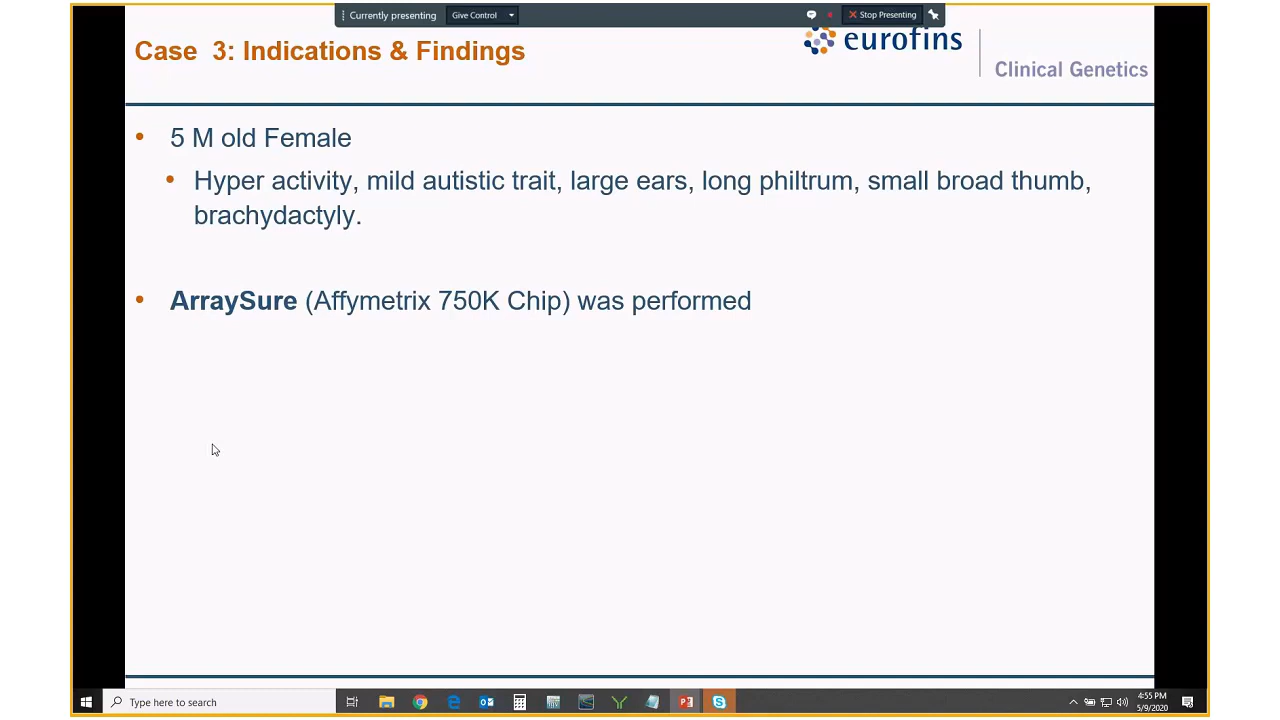 Currently presenting Give Control Stop Presenting
Case 3: Indications & Findings
eurofins
Clinical Genetics
• 5 M old Female
• Hyper activity, mild autistic trait, large ears, long philtrum, small broad thumb,
brachydactyly.
• ArraySure (Affymetrix 750K Chip) was performed
Type here to search
4:55 PM
5/9/2020